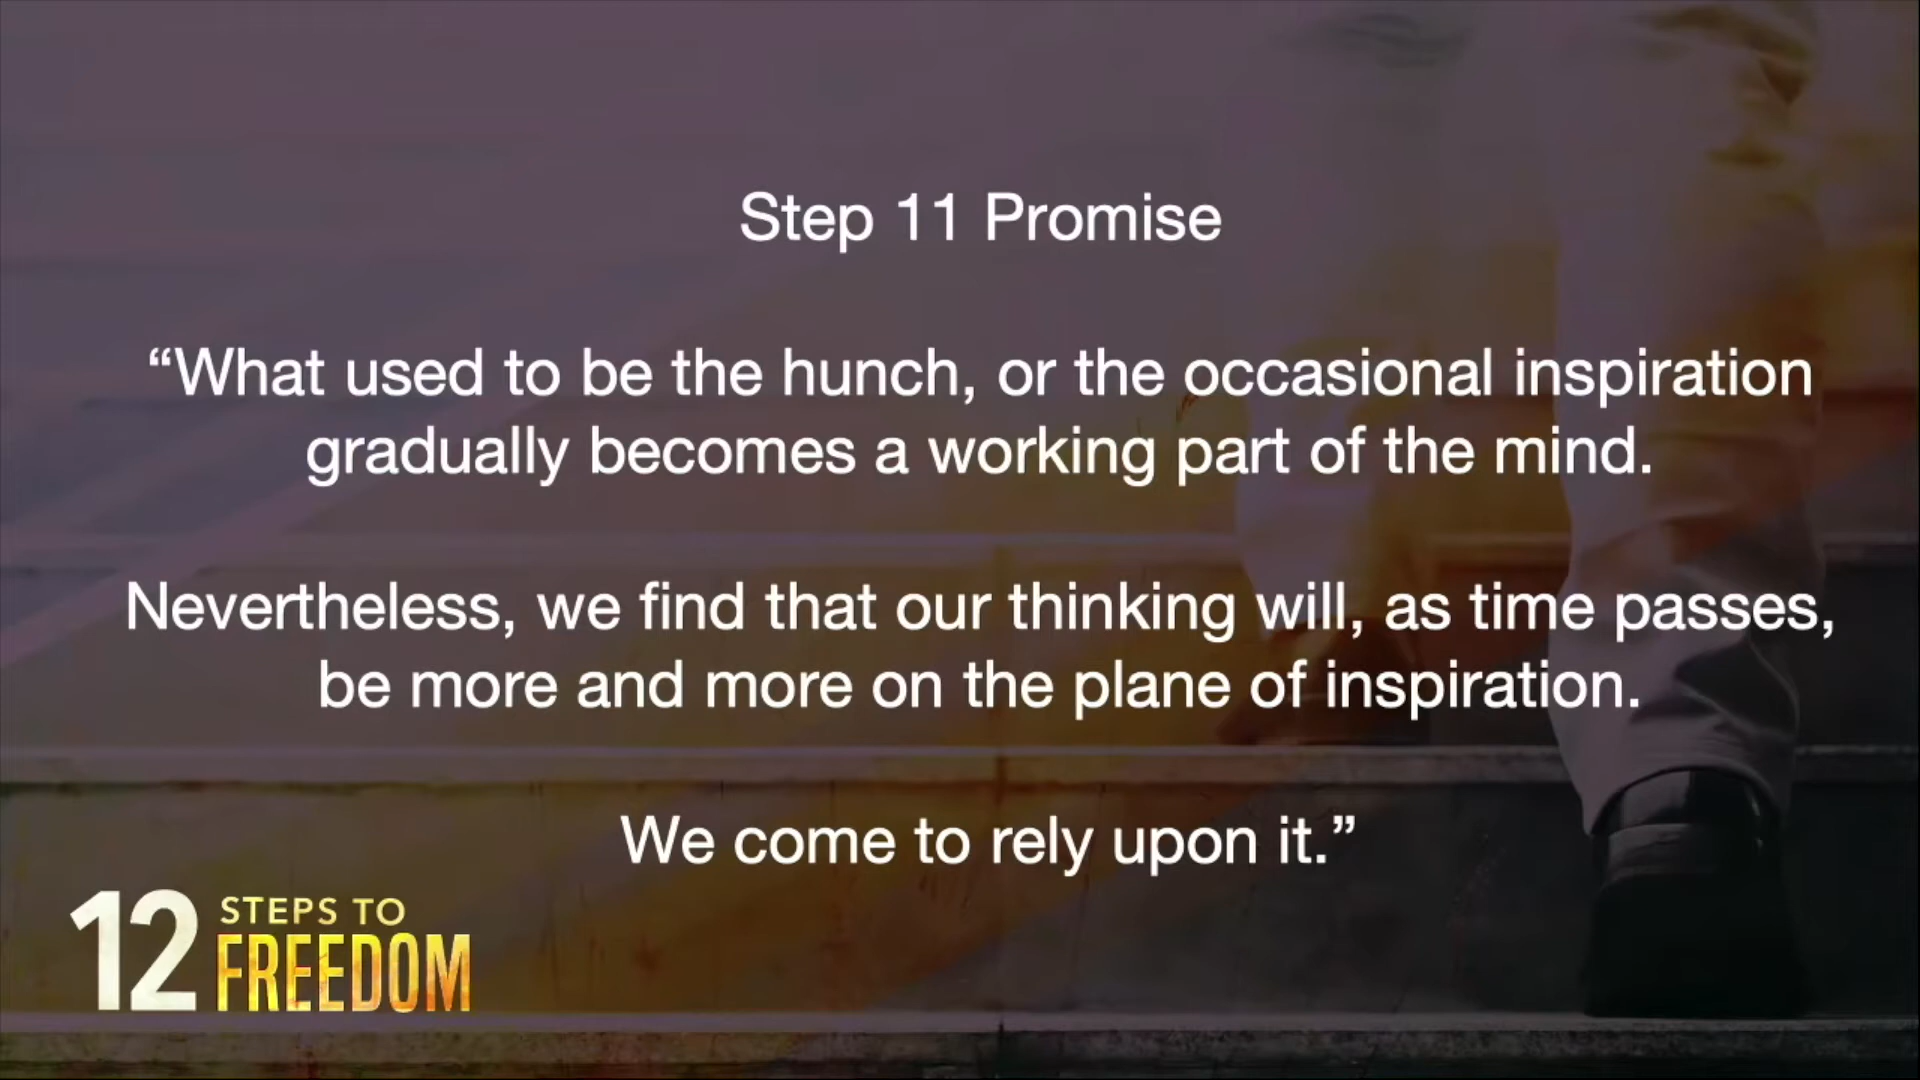 Step 11 Promise
“What used to be the hunch, or the occasional inspiration
gradually becomes a working part of the mind.
Nevertheless, we find that our thinking will, as time passes,
be more and more on the plane of inspiration.
We come to rely upon it.”
12 STEPS TO
FREEDOM